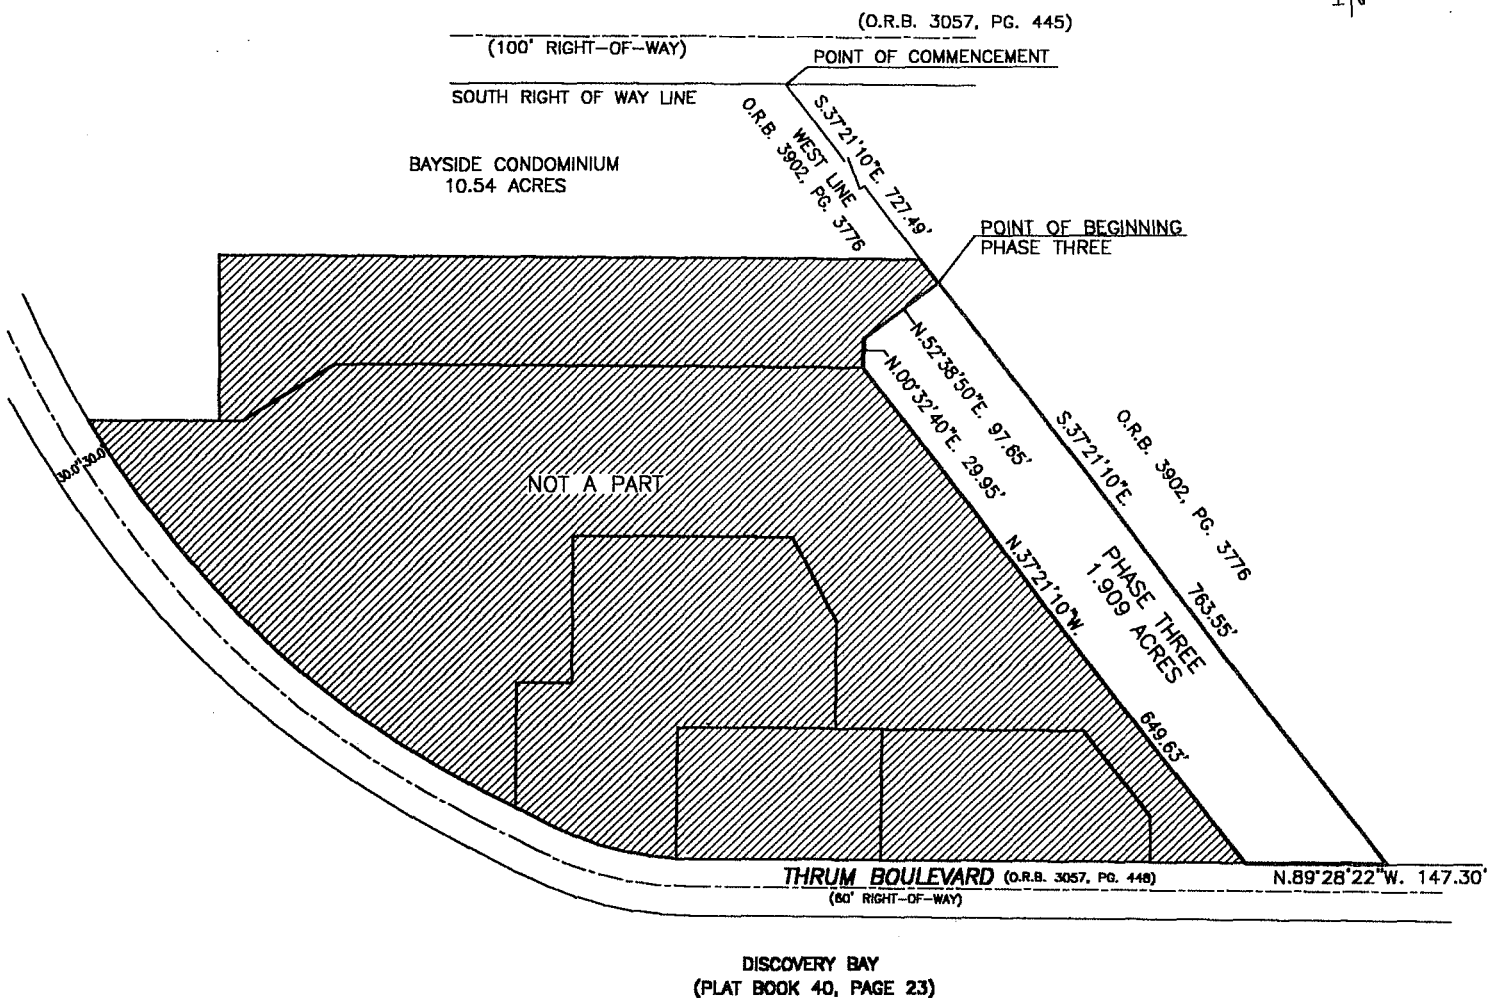 (O.R.B. 3057, PG. 445)
(100' RIGHT-OF-WAY)
POINT OF COMMENCEMENT
SOUTH RIGHT OF WAY LINE
S.37°21'10"E. 727.49'
WEST LINE
O.R.B. 3902, PG. 3776
BAYSIDE CONDOMINIUM
10.54 ACRES
POINT OF BEGINNING
PHASE THREE
N.52°38'50"E. 97.65'
N.00°32'40"E. 29.95'
S.37°21'10"E. 763.55'
O.R.B. 3902, PG. 3776
30.0'
30.0'
NOT A PART
N.37°21'10"W. 649.63'
PHASE THREE
1.909 ACRES
THRUM BOULEVARD (O.R.B. 3057, PG. 448)
N.89°28'22"W. 147.30'
(60' RIGHT-OF-WAY)
DISCOVERY BAY
(PLAT BOOK 40, PAGE 23)